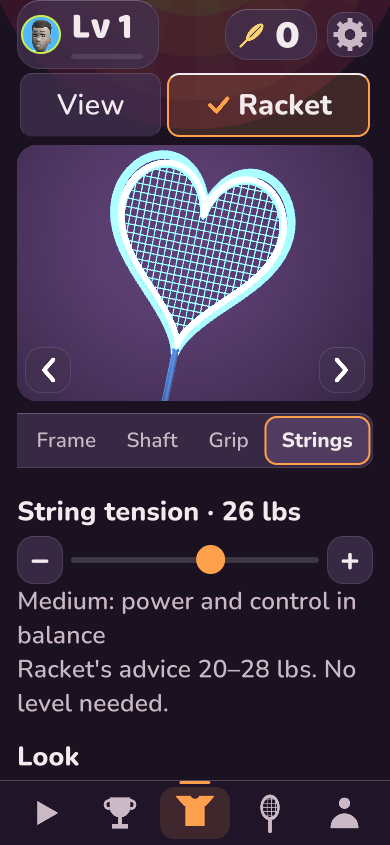 Lv 1
0
View
Racket
Frame
Shaft
Grip
Strings
String tension · 26 lbs
Medium: power and control in
balance
Racket's advice 20–28 lbs. No
level needed.
Look